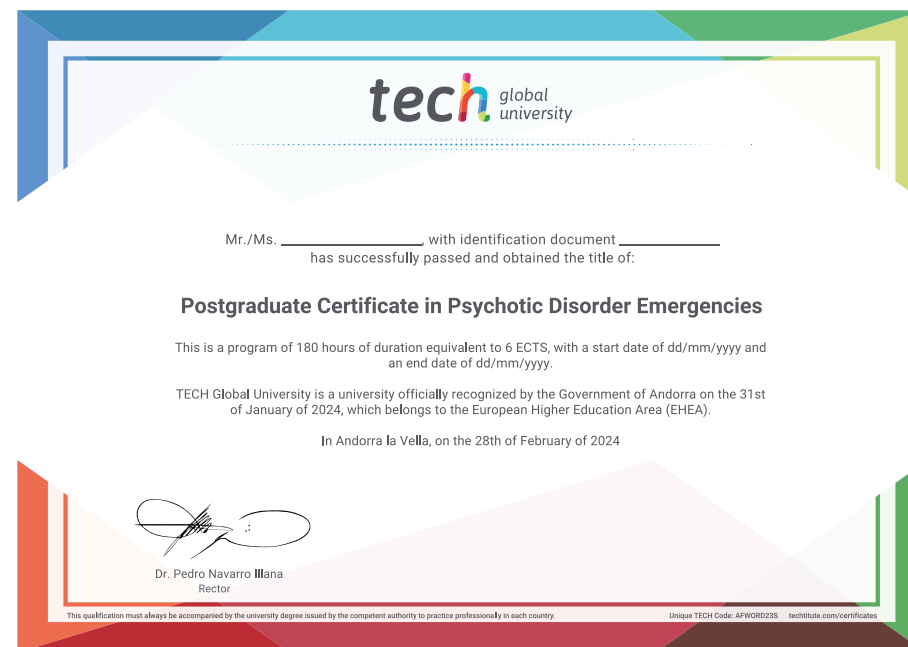 tech global
university
Mr./Ms. ____________, with identification document ____________
has successfully passed and obtained the title of:
Postgraduate Certificate in Psychotic Disorder Emergencies
This is a program of 180 hours of duration equivalent to 6 ECTS, with a start date of dd/mm/yyyy and
an end date of dd/mm/yyyy.
TECH Global University is a university officially recognized by the Government of Andorra on the 31st
of January of 2024, which belongs to the European Higher Education Area (EHEA).
In Andorra la Vella, on the 28th of February of 2024
Dr. Pedro Navarro Illana
Rector
This qualification must always be accompanied by the university degree issued by the competent authority to practice professionally in each country.
Unique TECH Code: AFWORD23S techtitute.com/certificates